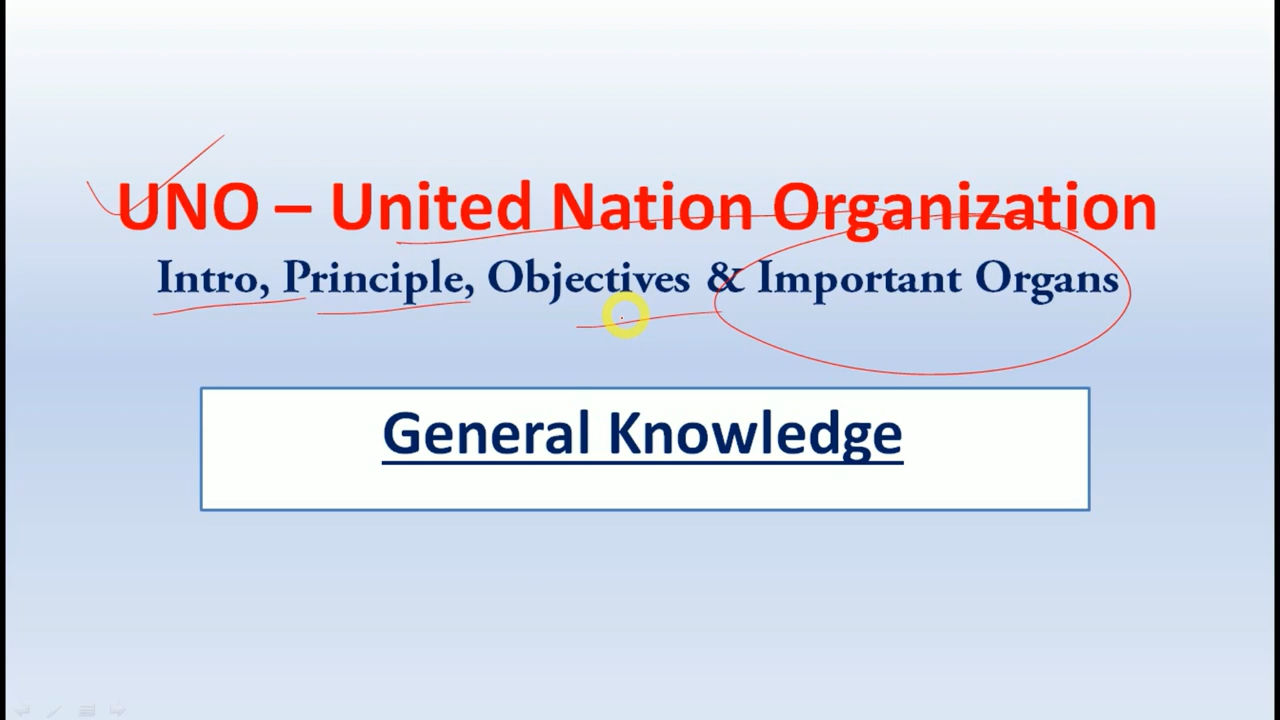 UNO – United Nation Organization
Intro, Principle, Objectives & Important Organs
General Knowledge